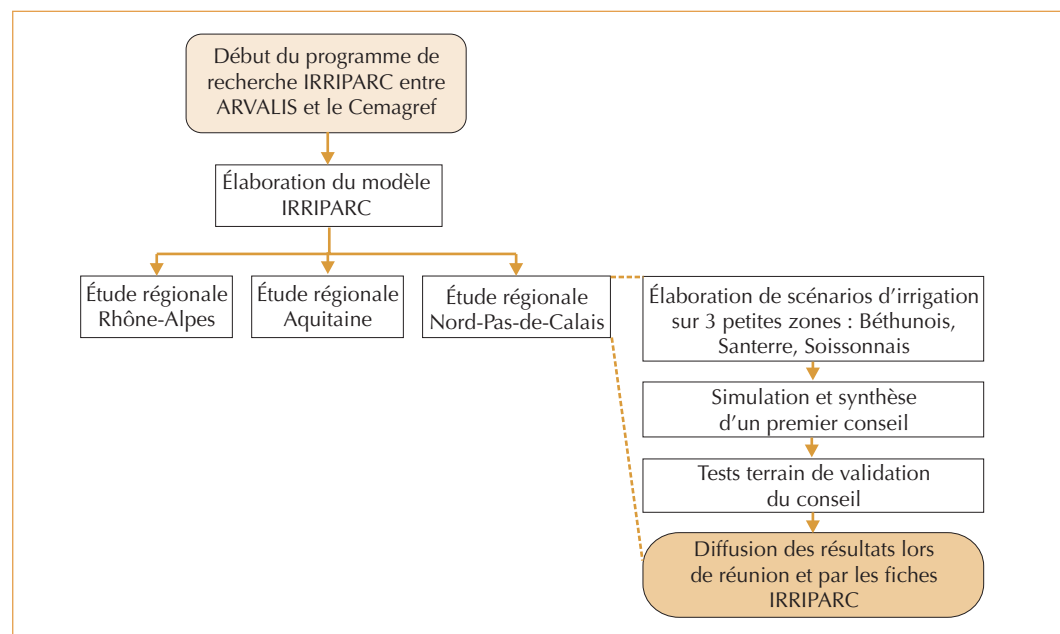 Début du programme de
recherche IRRIPARC entre
ARVALIS et le Cemagref
Élaboration du modèle
IRRIPARC
Étude régionale
Rhône-Alpes
Étude régionale
Aquitaine
Étude régionale
Nord-Pas-de-Calais
Élaboration de scénarios d’irrigation
sur 3 petites zones : Béthunois,
Santerre, Soissonnais
Simulation et synthèse
d’un premier conseil
Tests terrain de validation
du conseil
Diffusion des résultats lors
de réunion et par les fiches
IRRIPARC